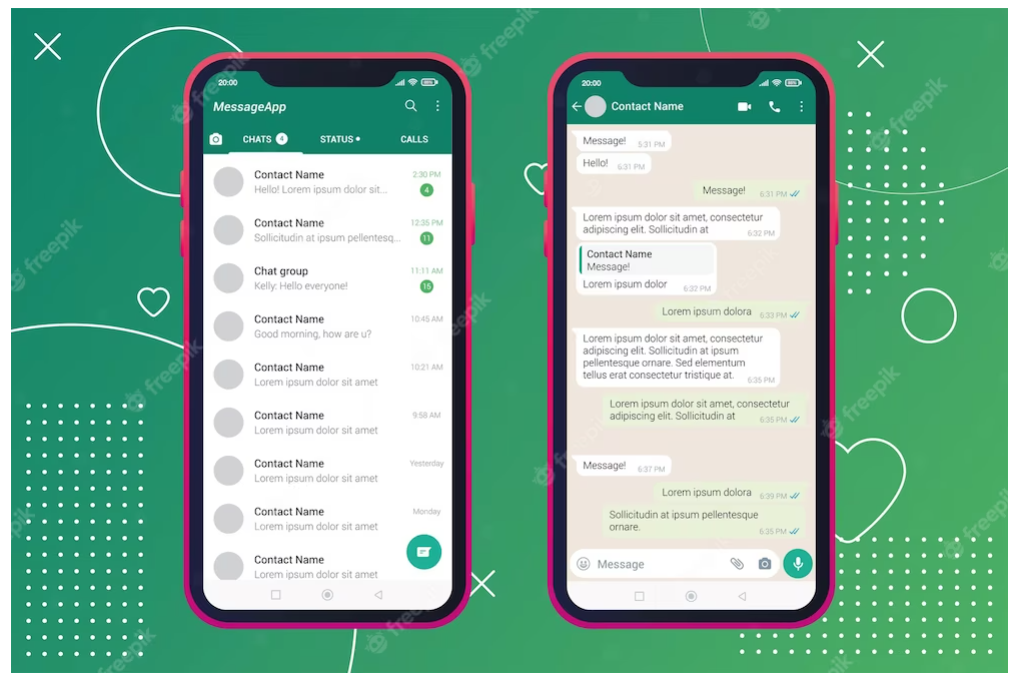 20:00
MessageApp
CHATS 4 STATUS CALLS
Contact Name 2:30 PM
Hello! Lorem ipsum dolor sit... 4
Contact Name 12:35 PM
Sollicitudin at ipsum pellentesq... 11
Chat group 11:11 AM
Kelly: Hello everyone! 15
Contact Name 10:45 AM
Good morning, how are u?
Contact Name 10:21 AM
Lorem ipsum dolor sit amet
Contact Name 9:58 AM
Lorem ipsum dolor sit amet
Contact Name Yesterday
Lorem ipsum dolor sit amet
Contact Name Monday
Lorem ipsum dolor sit amet
Contact Name
Lorem ipsum dolor sit amet
20:00
Contact Name
Message! 5:31 PM
Hello! 6:31 PM
Message! 6:31 PM
Lorem ipsum dolor sit amet, consectetur
adipiscing elit. Sollicitudin at 6:32 PM
Contact Name
Message!
Lorem ipsum dolor 6:32 PM
Lorem ipsum dolora 6:33 PM
Lorem ipsum dolor sit amet, consectetur
adipiscing elit. Sollicitudin at ipsum
pellentesque ornare. Sed elementum
tellus erat consectetur tristique at. 6:35 PM
Lorem ipsum dolor sit amet, consectetur
adipiscing elit. Sollicitudin at 6:35 PM
Message! 6:37 PM
Lorem ipsum dolora 6:39 PM
Sollicitudin at ipsum pellentesque
ornare. 6:35 PM
Message
freepik
freepik
freepik
freepik
freepik
freepik
freepik